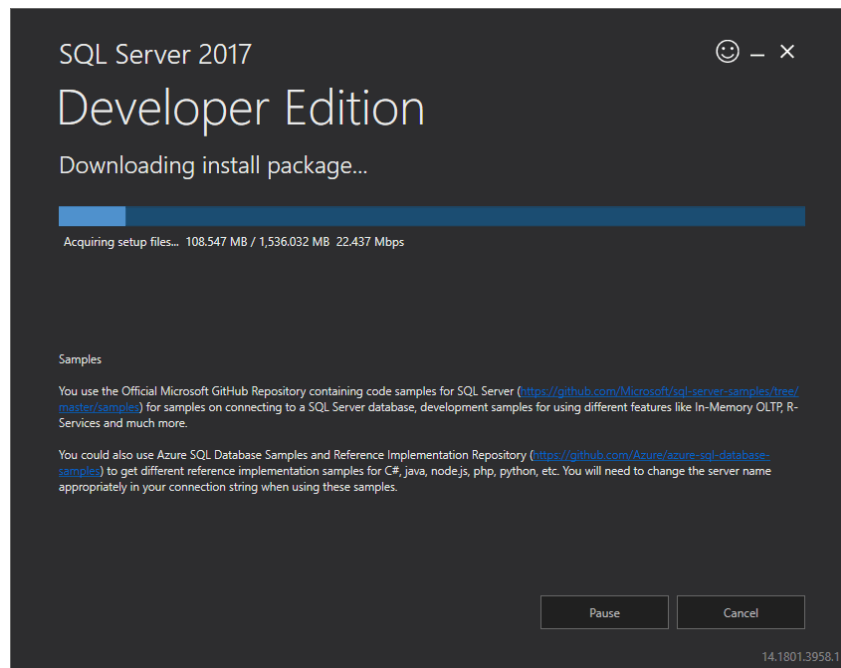 SQL Server 2017
Developer Edition
Downloading install package...
Acquiring setup files... 108.547 MB / 1,536.032 MB 22.437 Mbps
Samples
You use the Official Microsoft GitHub Repository containing code samples for SQL Server (https://github.com/Microsoft/sql-server-samples/tree/
master/samples) for samples on connecting to a SQL Server database, development samples for using different features like In-Memory OLTP, R-
Services and much more.
You could also use Azure SQL Database Samples and Reference Implementation Repository (https://github.com/Azure/azure-sql-database-
samples) to get different reference implementation samples for C#, java, node.js, php, python, etc. You will need to change the server name
appropriately in your connection string when using these samples.
Pause Cancel
14.1801.3958.1